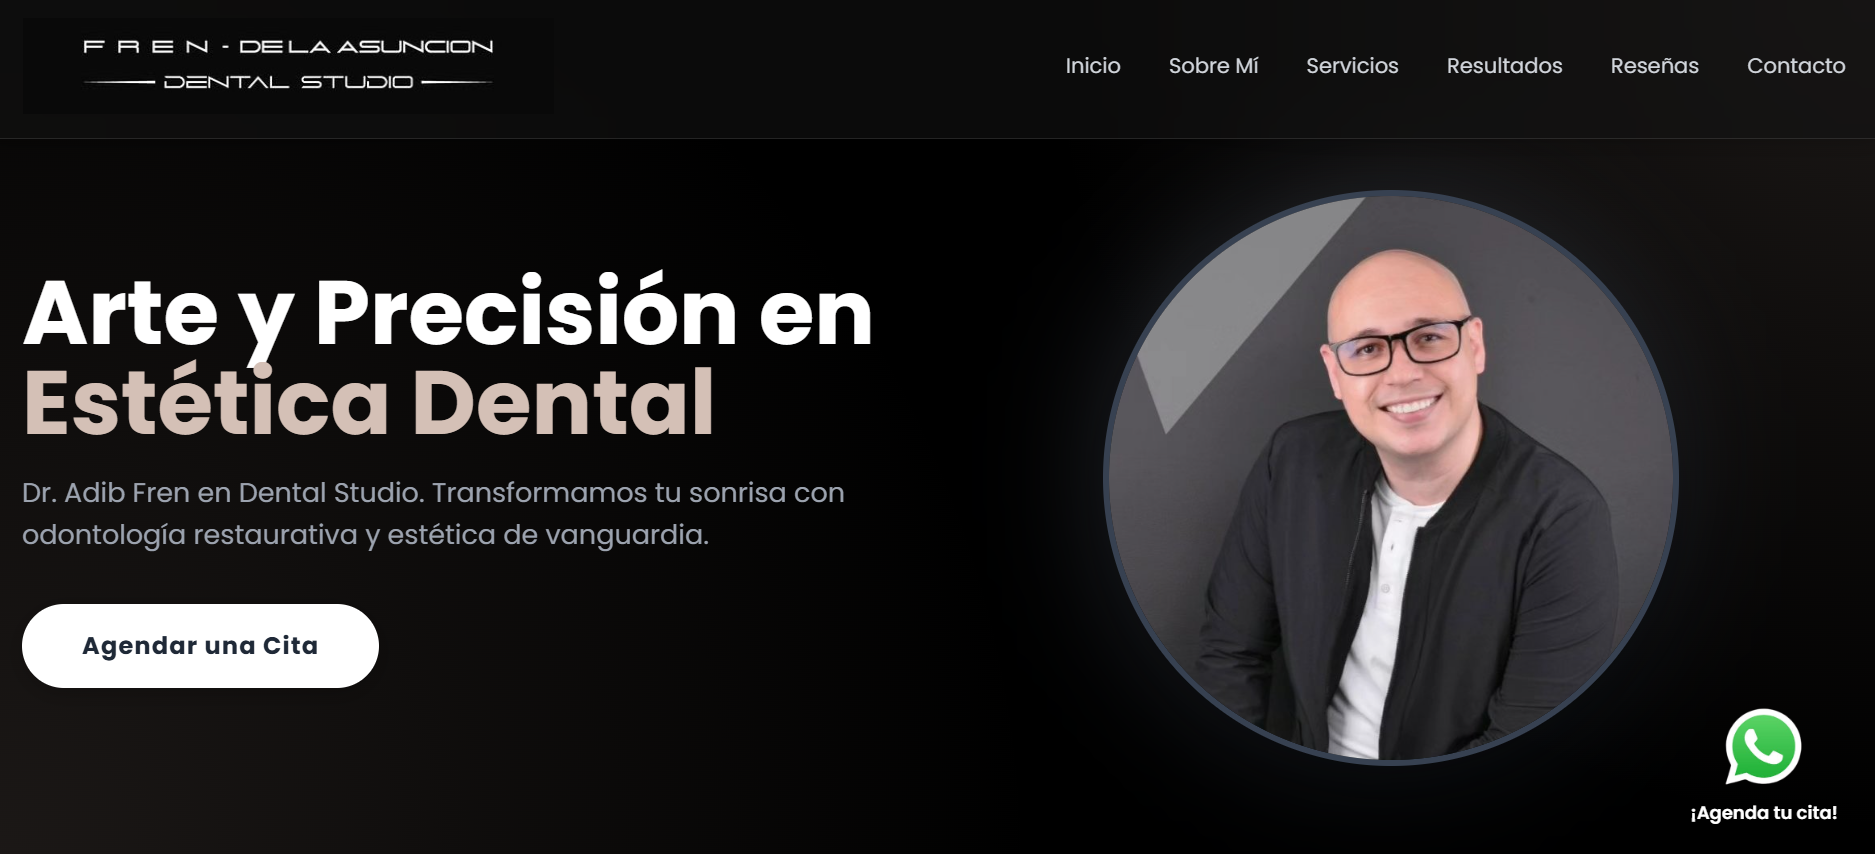 FREN - DE LA ASUNCION
DENTAL STUDIO
Inicio
Sobre Mí
Servicios
Resultados
Reseñas
Contacto
Arte y Precisión en
Estética Dental
Dr. Adib Fren en Dental Studio. Transformamos tu sonrisa con
odontología restaurativa y estética de vanguardia.
Agendar una Cita
¡Agenda tu cita!